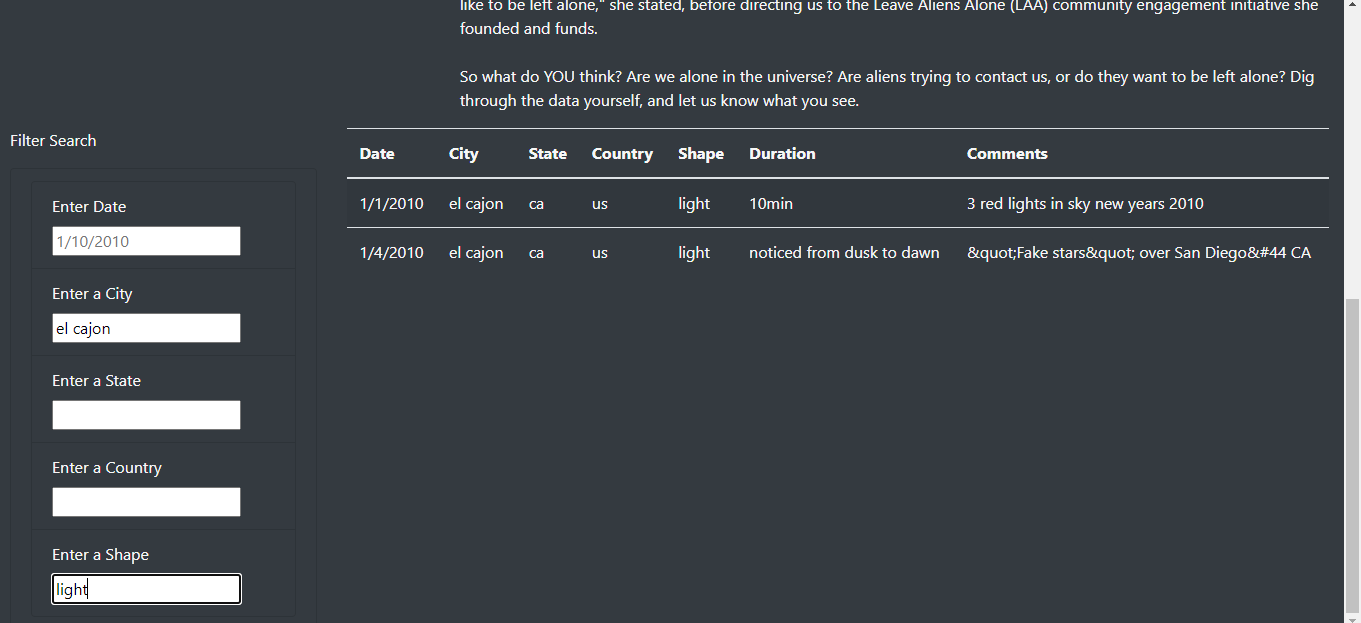 like to be left alone," she stated, before directing us to the Leave Aliens Alone (LAA) community engagement initiative she
founded and funds.
So what do YOU think? Are we alone in the universe? Are aliens trying to contact us, or do they want to be left alone? Dig
through the data yourself, and let us know what you see.
Filter Search
Enter Date
1/10/2010
Enter a City
el cajon
Enter a State
Enter a Country
Enter a Shape
light
Date City State Country Shape Duration Comments
1/1/2010 el cajon ca us light 10min 3 red lights in sky new years 2010
1/4/2010 el cajon ca us light noticed from dusk to dawn &quot;Fake stars&quot; over San Diego&#44 CA